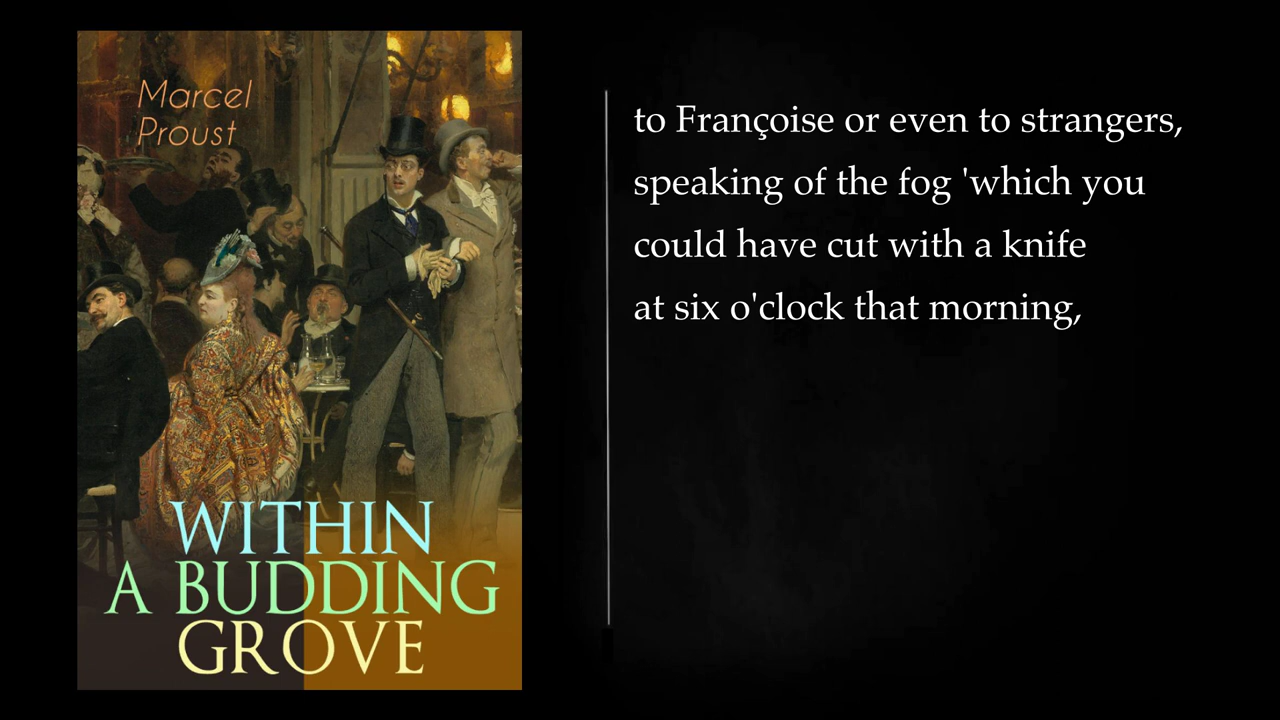 Marcel
Proust
WITHIN
A BUDDING
GROVE
to Françoise or even to strangers,
speaking of the fog 'which you
could have cut with a knife
at six o'clock that morning,